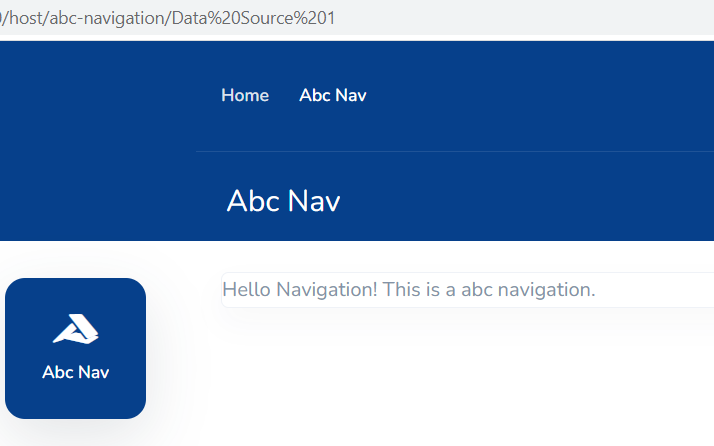 /host/abc-navigation/Data%20Source%201
Home Abc Nav
Abc Nav
Hello Navigation! This is a abc navigation.
Abc Nav